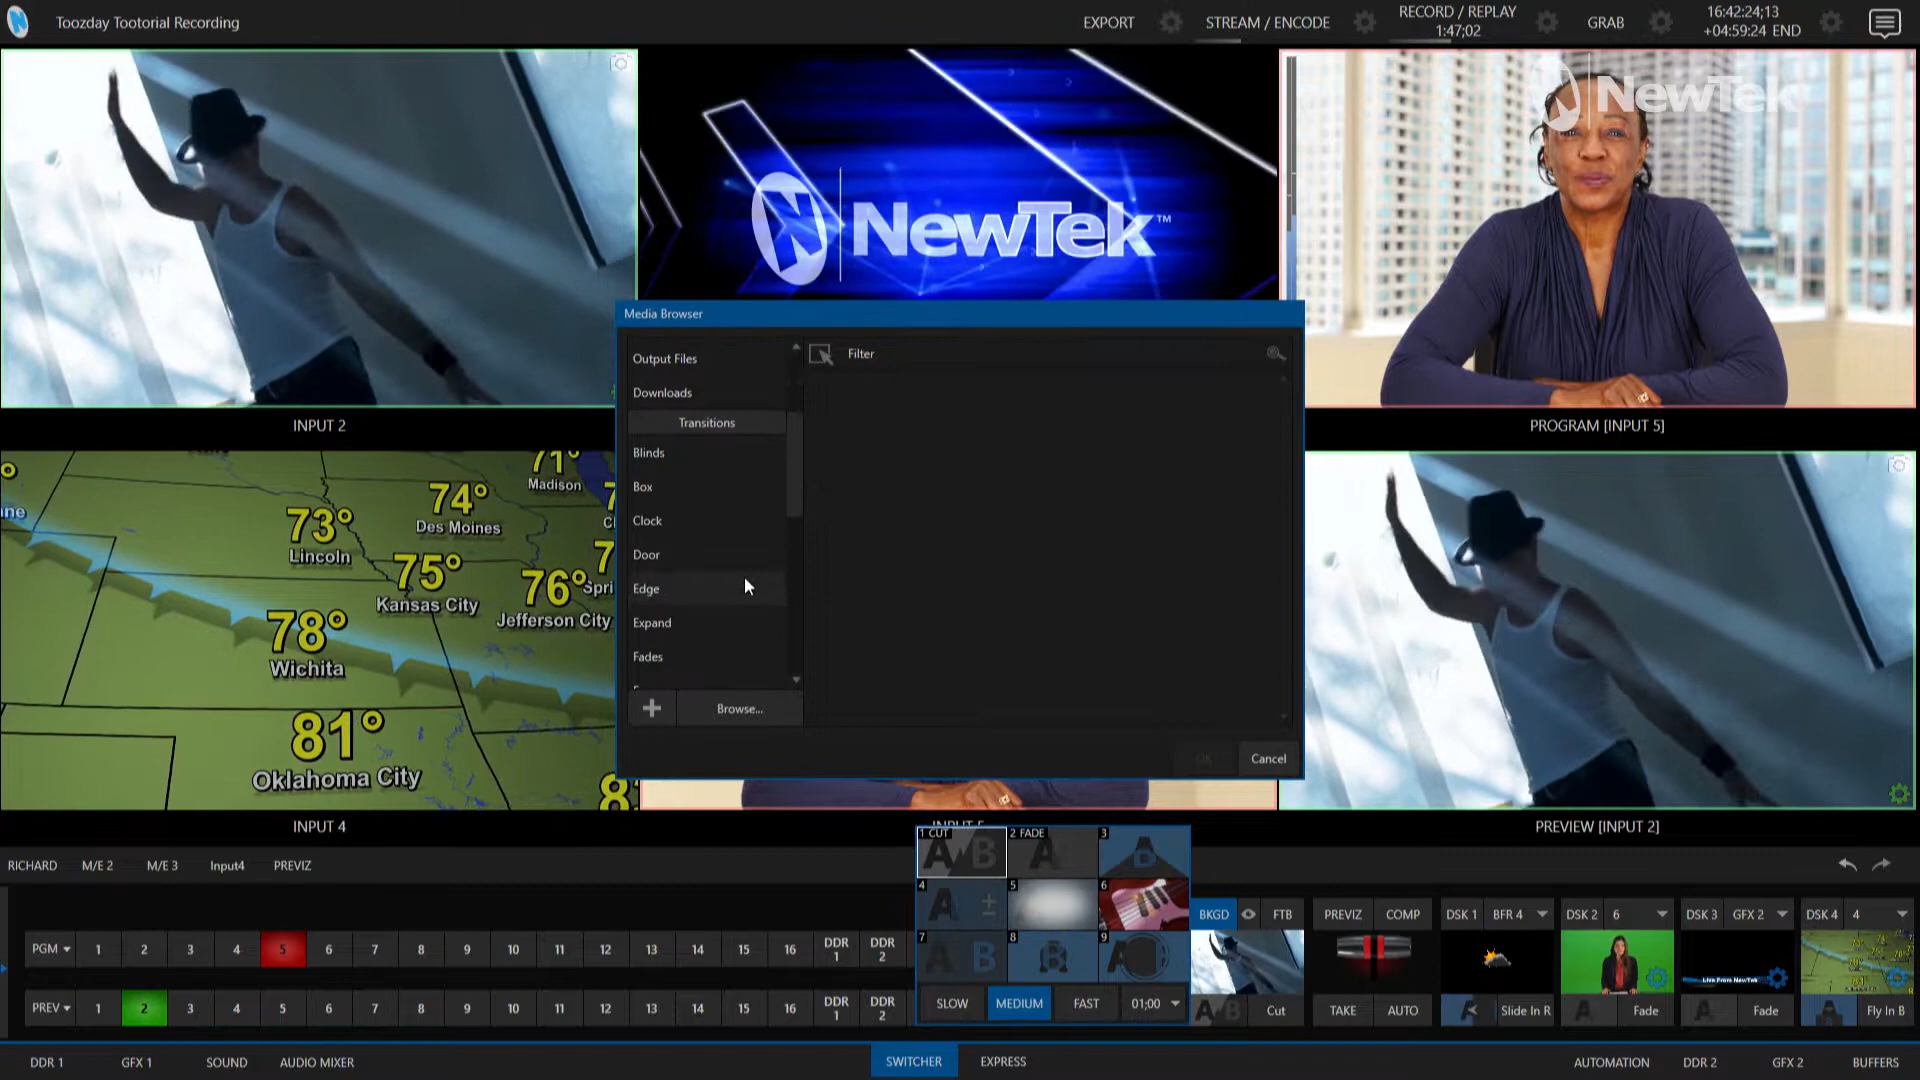 Toozday Tootorial Recording
EXPORT
STREAM / ENCODE
RECORD / REPLAY
1:47;02
GRAB
16:42:24;13
+04:59:24 END
NewTek™
NewTek
INPUT 2
PROGRAM [INPUT 5]
Media Browser
Output Files
Downloads
Transitions
Blinds
Box
Clock
Door
Edge
Expand
Fades
Browse...
Filter
OK
Cancel
71°
Madison
74°
Des Moines
73°
Lincoln
75°
Kansas City
76°
Jefferson City
Spri
78°
Wichita
81°
Oklahoma City
INPUT 4
PREVIEW [INPUT 2]
RICHARD
M/E 2
M/E 3
Input4
PREVIZ
1 CUT
A B
2 FADE
A
3
4
A
5
6
7
A B
8
9
SLOW
MEDIUM
FAST
01;00
BKGD
FTB
Cut
PREVIZ
COMP
TAKE
AUTO
DSK 1
BFR 4
Slide In R
DSK 2
6
Fade
DSK 3
GFX 2
Live From NewTek
Fade
DSK 4
4
Fly In B
PGM
1 2 3 4 5 6 7 8 9 10 11 12 13 14 15 16 DDR 1 DDR 2
PREV
1 2 3 4 5 6 7 8 9 10 11 12 13 14 15 16 DDR 1 DDR 2
DDR 1
GFX 1
SOUND
AUDIO MIXER
SWITCHER
EXPRESS
AUTOMATION
DDR 2
GFX 2
BUFFERS